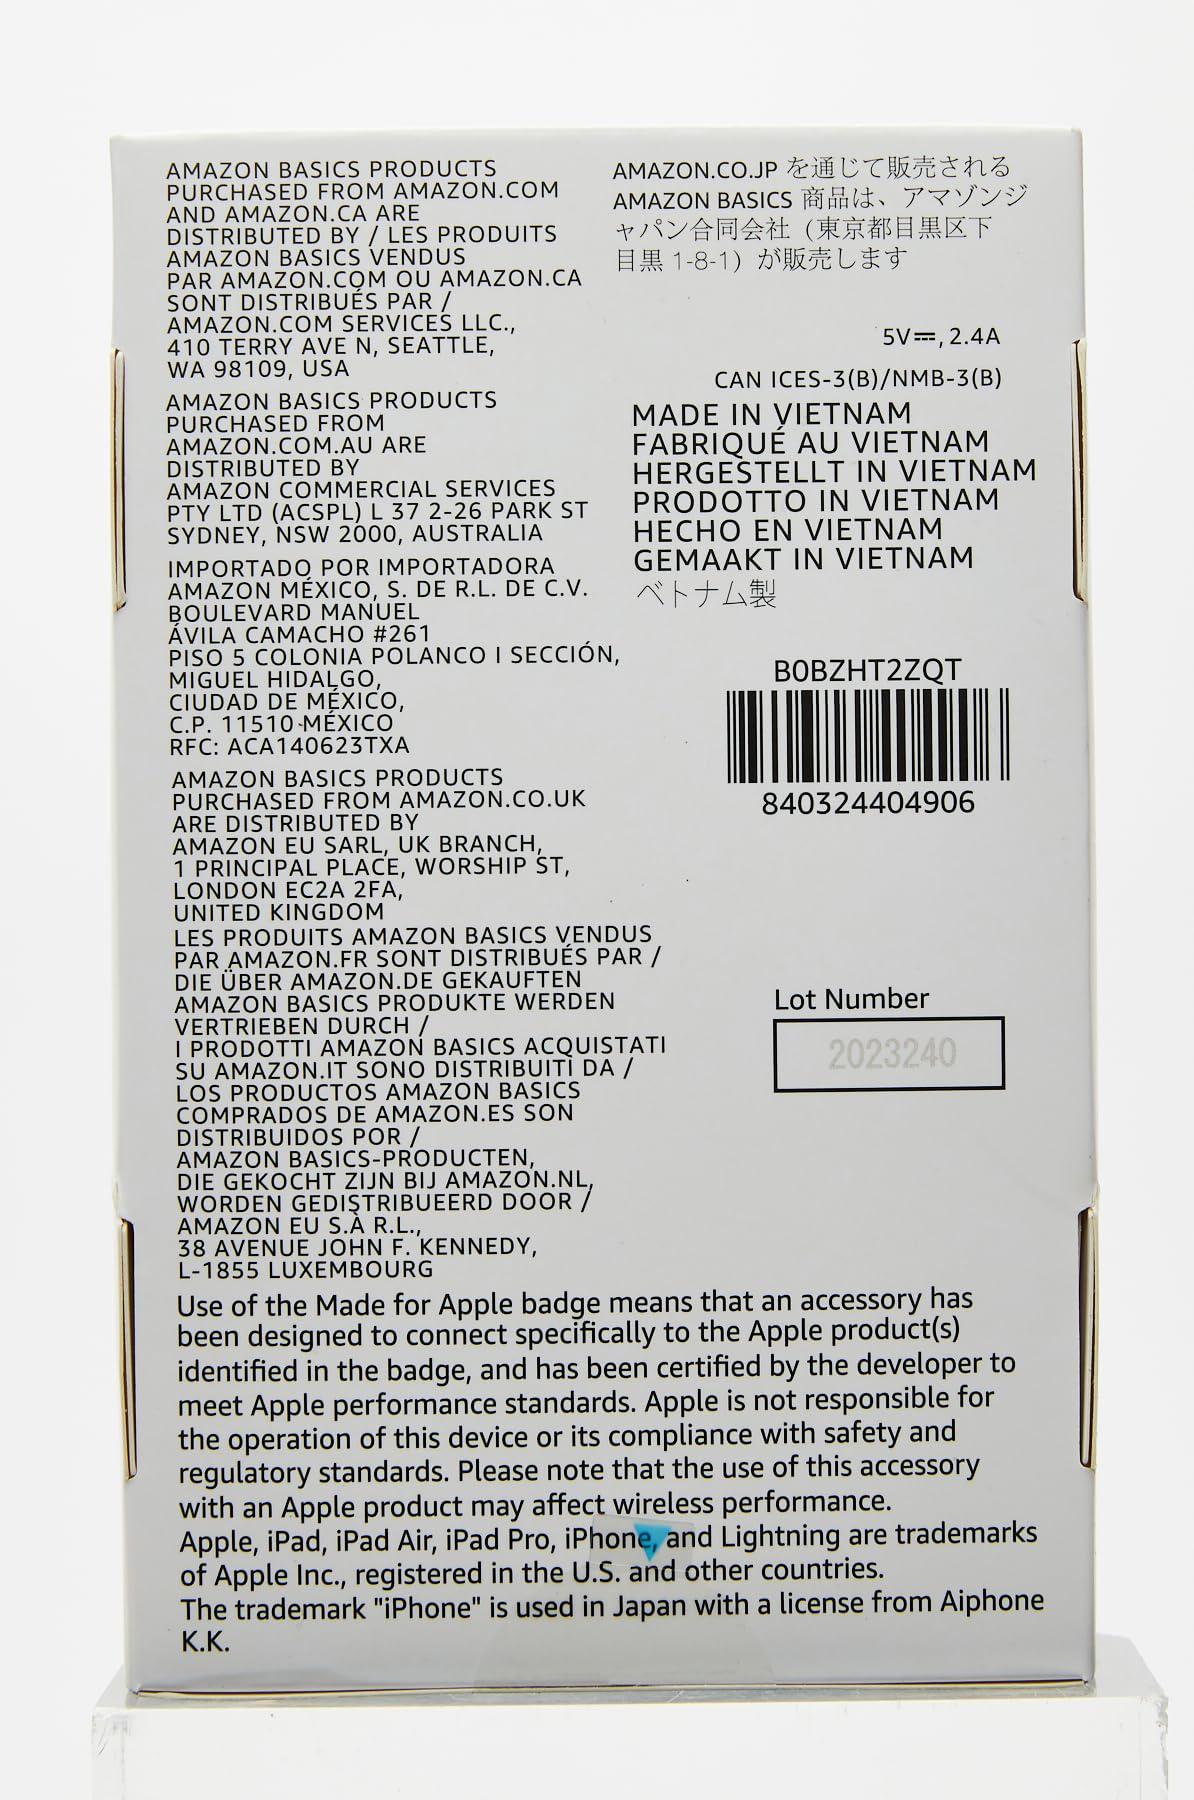 AMAZON BASICS PRODUCTS
PURCHASED FROM AMAZON.COM
AND AMAZON.CA ARE
DISTRIBUTED BY / LES PRODUITS
AMAZON BASICS VENDUS
PAR AMAZON.COM OU AMAZON.CA
SONT DISTRIBUÉS PAR /
AMAZON.COM SERVICES LLC.,
410 TERRY AVE N, SEATTLE,
WA 98109, USA
AMAZON BASICS PRODUCTS
PURCHASED FROM
AMAZON.COM.AU ARE
DISTRIBUTED BY
AMAZON COMMERCIAL SERVICES
PTY LTD (ACSPL) L 37 2-26 PARK ST
SYDNEY, NSW 2000, AUSTRALIA
IMPORTADO POR IMPORTADORA
AMAZON MÉXICO, S. DE R.L. DE C.V.
BOULEVARD MANUEL
ÁVILA CAMACHO #261
PISO 5 COLONIA POLANCO I SECCIÓN,
MIGUEL HIDALGO,
CIUDAD DE MÉXICO,
C.P. 11510 MÉXICO
RFC: ACA140623TXA
AMAZON BASICS PRODUCTS
PURCHASED FROM AMAZON.CO.UK
ARE DISTRIBUTED BY
AMAZON EU SARL, UK BRANCH,
1 PRINCIPAL PLACE, WORSHIP ST,
LONDON EC2A 2FA,
UNITED KINGDOM
LES PRODUITS AMAZON BASICS VENDUS
PAR AMAZON.FR SONT DISTRIBUÉS PAR /
DIE ÜBER AMAZON.DE GEKAUFTEN
AMAZON BASICS PRODUKTE WERDEN
VERTRIEBEN DURCH /
I PRODOTTI AMAZON BASICS ACQUISTATI
SU AMAZON.IT SONO DISTRIBUITI DA /
LOS PRODUCTOS AMAZON BASICS
COMPRADOS DE AMAZON.ES SON
DISTRIBUIDOS POR /
AMAZON BASICS-PRODUCTEN,
DIE GEKOCHT ZIJN BIJ AMAZON.NL,
WORDEN GEDISTRIBUEERD DOOR /
AMAZON EU S.À R.L.,
38 AVENUE JOHN F. KENNEDY,
L-1855 LUXEMBOURG
AMAZON.CO.JP を通じて販売される
AMAZON BASICS 商品は、アマゾンジ
ャパン合同会社（東京都目黒区下
目黒 1-8-1）が販売します
5V⎓, 2.4A
CAN ICES-3(B)/NMB-3(B)
MADE IN VIETNAM
FABRIQUÉ AU VIETNAM
HERGESTELLT IN VIETNAM
PRODOTTO IN VIETNAM
HECHO EN VIETNAM
GEMAAKT IN VIETNAM
ベトナム製
B0BZHT2ZQT
840324404906
Lot Number
2023240
Use of the Made for Apple badge means that an accessory has
been designed to connect specifically to the Apple product(s)
identified in the badge, and has been certified by the developer to
meet Apple performance standards. Apple is not responsible for
the operation of this device or its compliance with safety and
regulatory standards. Please note that the use of this accessory
with an Apple product may affect wireless performance.
Apple, iPad, iPad Air, iPad Pro, iPhone, and Lightning are trademarks
of Apple Inc., registered in the U.S. and other countries.
The trademark "iPhone" is used in Japan with a license from Aiphone
K.K.